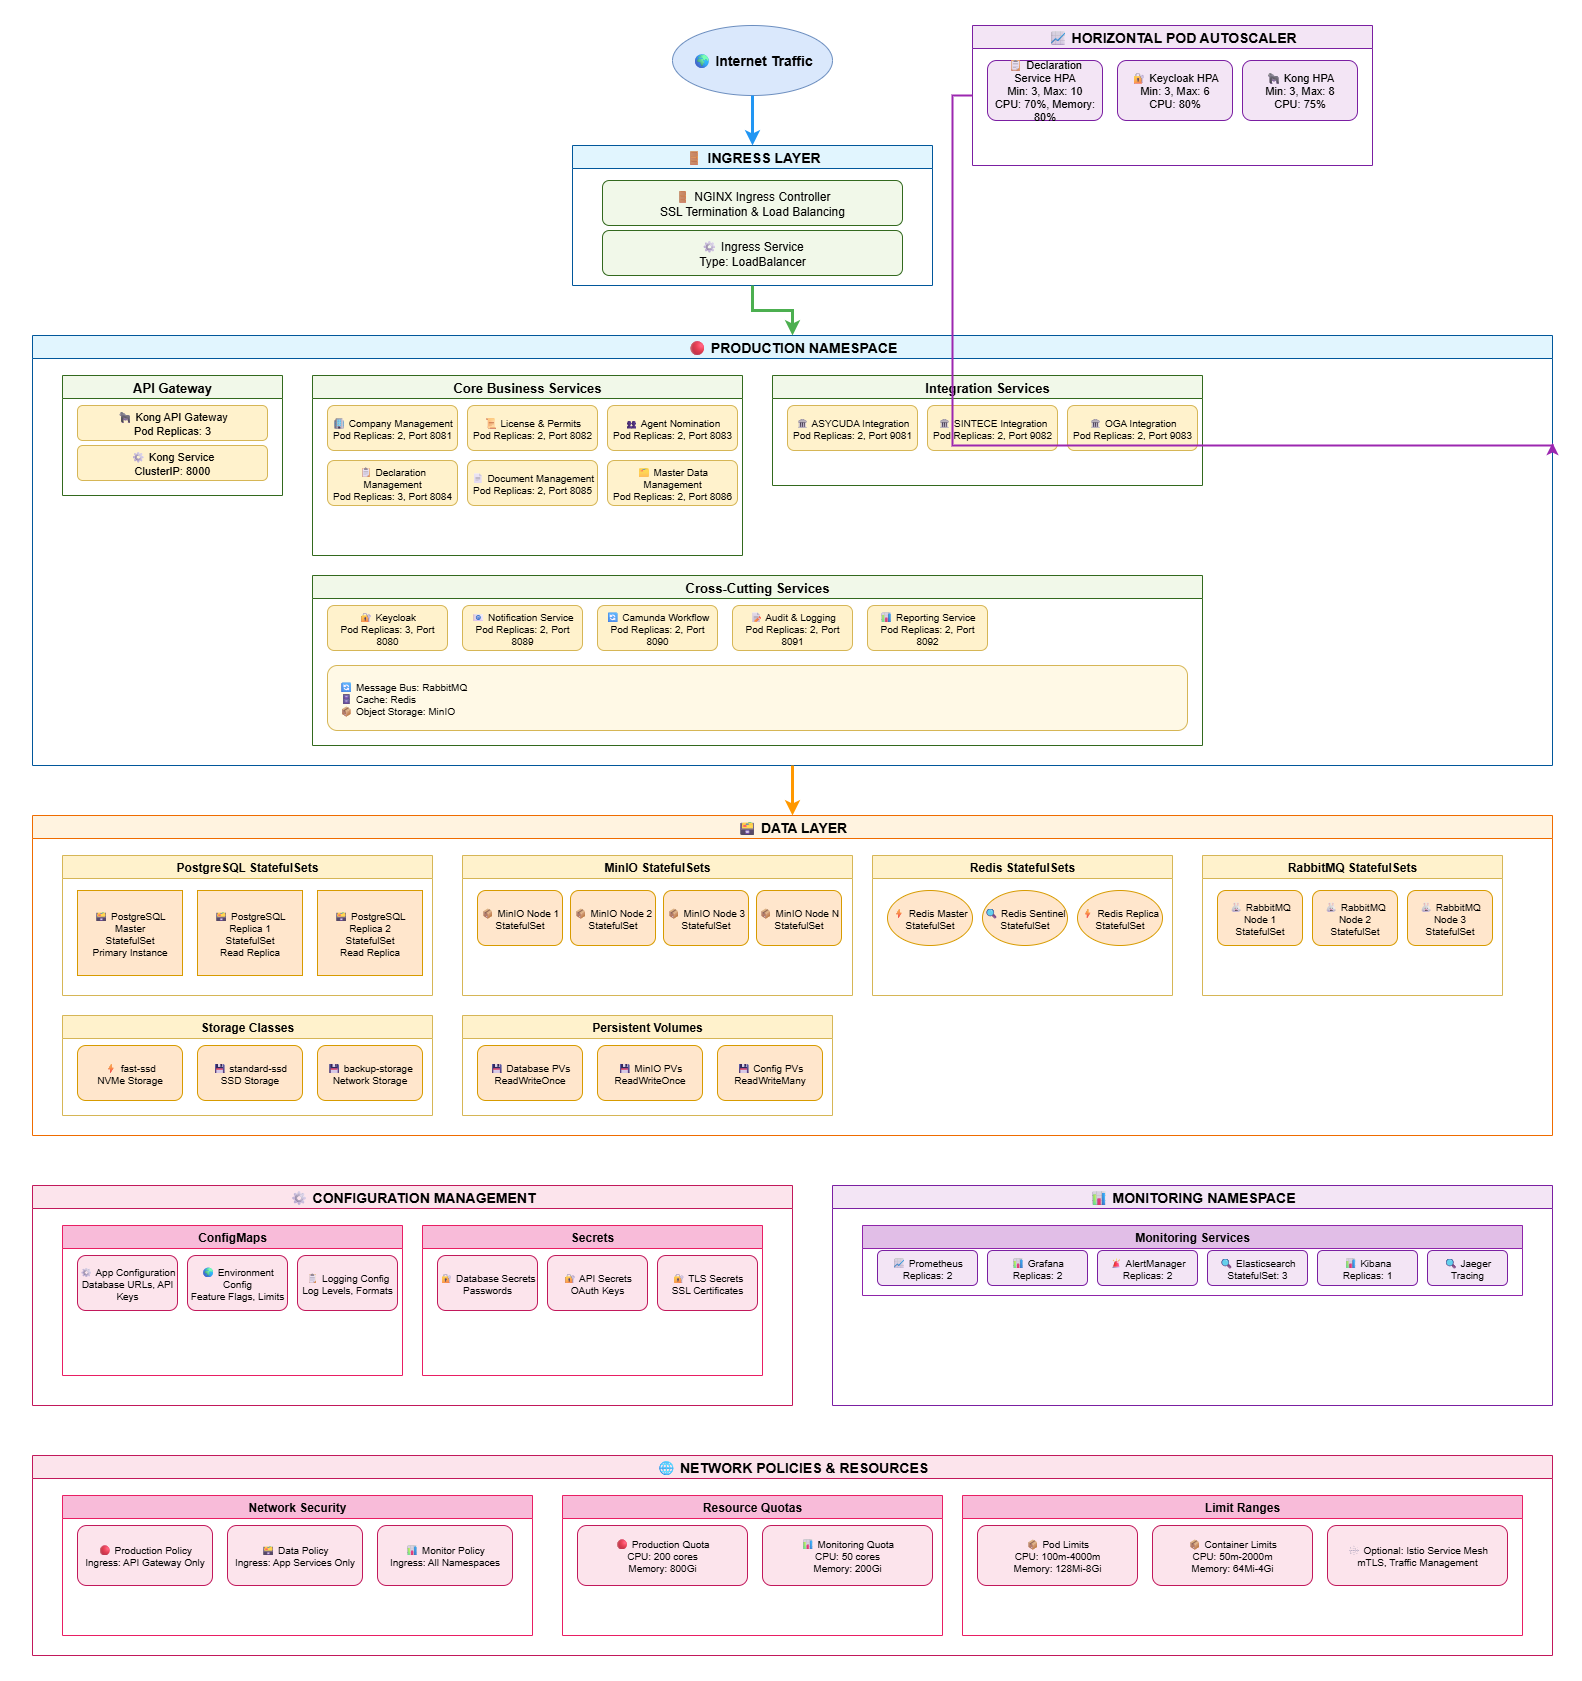 Internet Traffic
HORIZONTAL POD AUTOSCALER
Declaration
Service HPA
Min: 3, Max: 10
CPU: 70%, Memory:
80%
Keycloak HPA
Min: 3, Max: 6
CPU: 80%
Kong HPA
Min: 3, Max: 8
CPU: 75%
INGRESS LAYER
NGINX Ingress Controller
SSL Termination & Load Balancing
Ingress Service
Type: LoadBalancer
PRODUCTION NAMESPACE
API Gateway
Kong API Gateway
Pod Replicas: 3
Kong Service
ClusterIP: 8000
Core Business Services
Company Management
Pod Replicas: 2, Port 8081
License & Permits
Pod Replicas: 2, Port 8082
Agent Nomination
Pod Replicas: 2, Port 8083
Declaration
Management
Pod Replicas: 3, Port 8084
Document Management
Pod Replicas: 2, Port 8085
Master Data
Management
Pod Replicas: 2, Port 8086
Integration Services
ASYCUDA Integration
Pod Replicas: 2, Port 9081
SINTECE Integration
Pod Replicas: 2, Port 9082
OGA Integration
Pod Replicas: 2, Port 9083
Cross-Cutting Services
Keycloak
Pod Replicas: 3, Port
8080
Notification Service
Pod Replicas: 2, Port
8089
Camunda Workflow
Pod Replicas: 2, Port
8090
Audit & Logging
Pod Replicas: 2, Port
8091
Reporting Service
Pod Replicas: 2, Port
8092
Message Bus: RabbitMQ
Cache: Redis
Object Storage: MinIO
DATA LAYER
PostgreSQL StatefulSets
PostgreSQL
Master
StatefulSet
Primary Instance
PostgreSQL
Replica 1
StatefulSet
Read Replica
PostgreSQL
Replica 2
StatefulSet
Read Replica
MinIO StatefulSets
MinIO Node 1
StatefulSet
MinIO Node 2
StatefulSet
MinIO Node 3
StatefulSet
MinIO Node N
StatefulSet
Redis StatefulSets
Redis Master
StatefulSet
Redis Sentinel
StatefulSet
Redis Replica
StatefulSet
RabbitMQ StatefulSets
RabbitMQ
Node 1
StatefulSet
RabbitMQ
Node 2
StatefulSet
RabbitMQ
Node 3
StatefulSet
Storage Classes
fast-ssd
NVMe Storage
standard-ssd
SSD Storage
backup-storage
Network Storage
Persistent Volumes
Database PVs
ReadWriteOnce
MinIO PVs
ReadWriteOnce
Config PVs
ReadWriteMany
CONFIGURATION MANAGEMENT
ConfigMaps
App Configuration
Database URLs, API
Keys
Environment
Config
Feature Flags, Limits
Logging Config
Log Levels, Formats
Secrets
Database Secrets
Passwords
API Secrets
OAuth Keys
TLS Secrets
SSL Certificates
MONITORING NAMESPACE
Monitoring Services
Prometheus
Replicas: 2
Grafana
Replicas: 2
AlertManager
Replicas: 2
Elasticsearch
StatefulSet: 3
Kibana
Replicas: 1
Jaeger
Tracing
NETWORK POLICIES & RESOURCES
Network Security
Production Policy
Ingress: API Gateway Only
Data Policy
Ingress: App Services Only
Monitor Policy
Ingress: All Namespaces
Resource Quotas
Production Quota
CPU: 200 cores
Memory: 800Gi
Monitoring Quota
CPU: 50 cores
Memory: 200Gi
Limit Ranges
Pod Limits
CPU: 100m-4000m
Memory: 128Mi-8Gi
Container Limits
CPU: 50m-2000m
Memory: 64Mi-4Gi
Optional: Istio Service Mesh
mTLS, Traffic Management